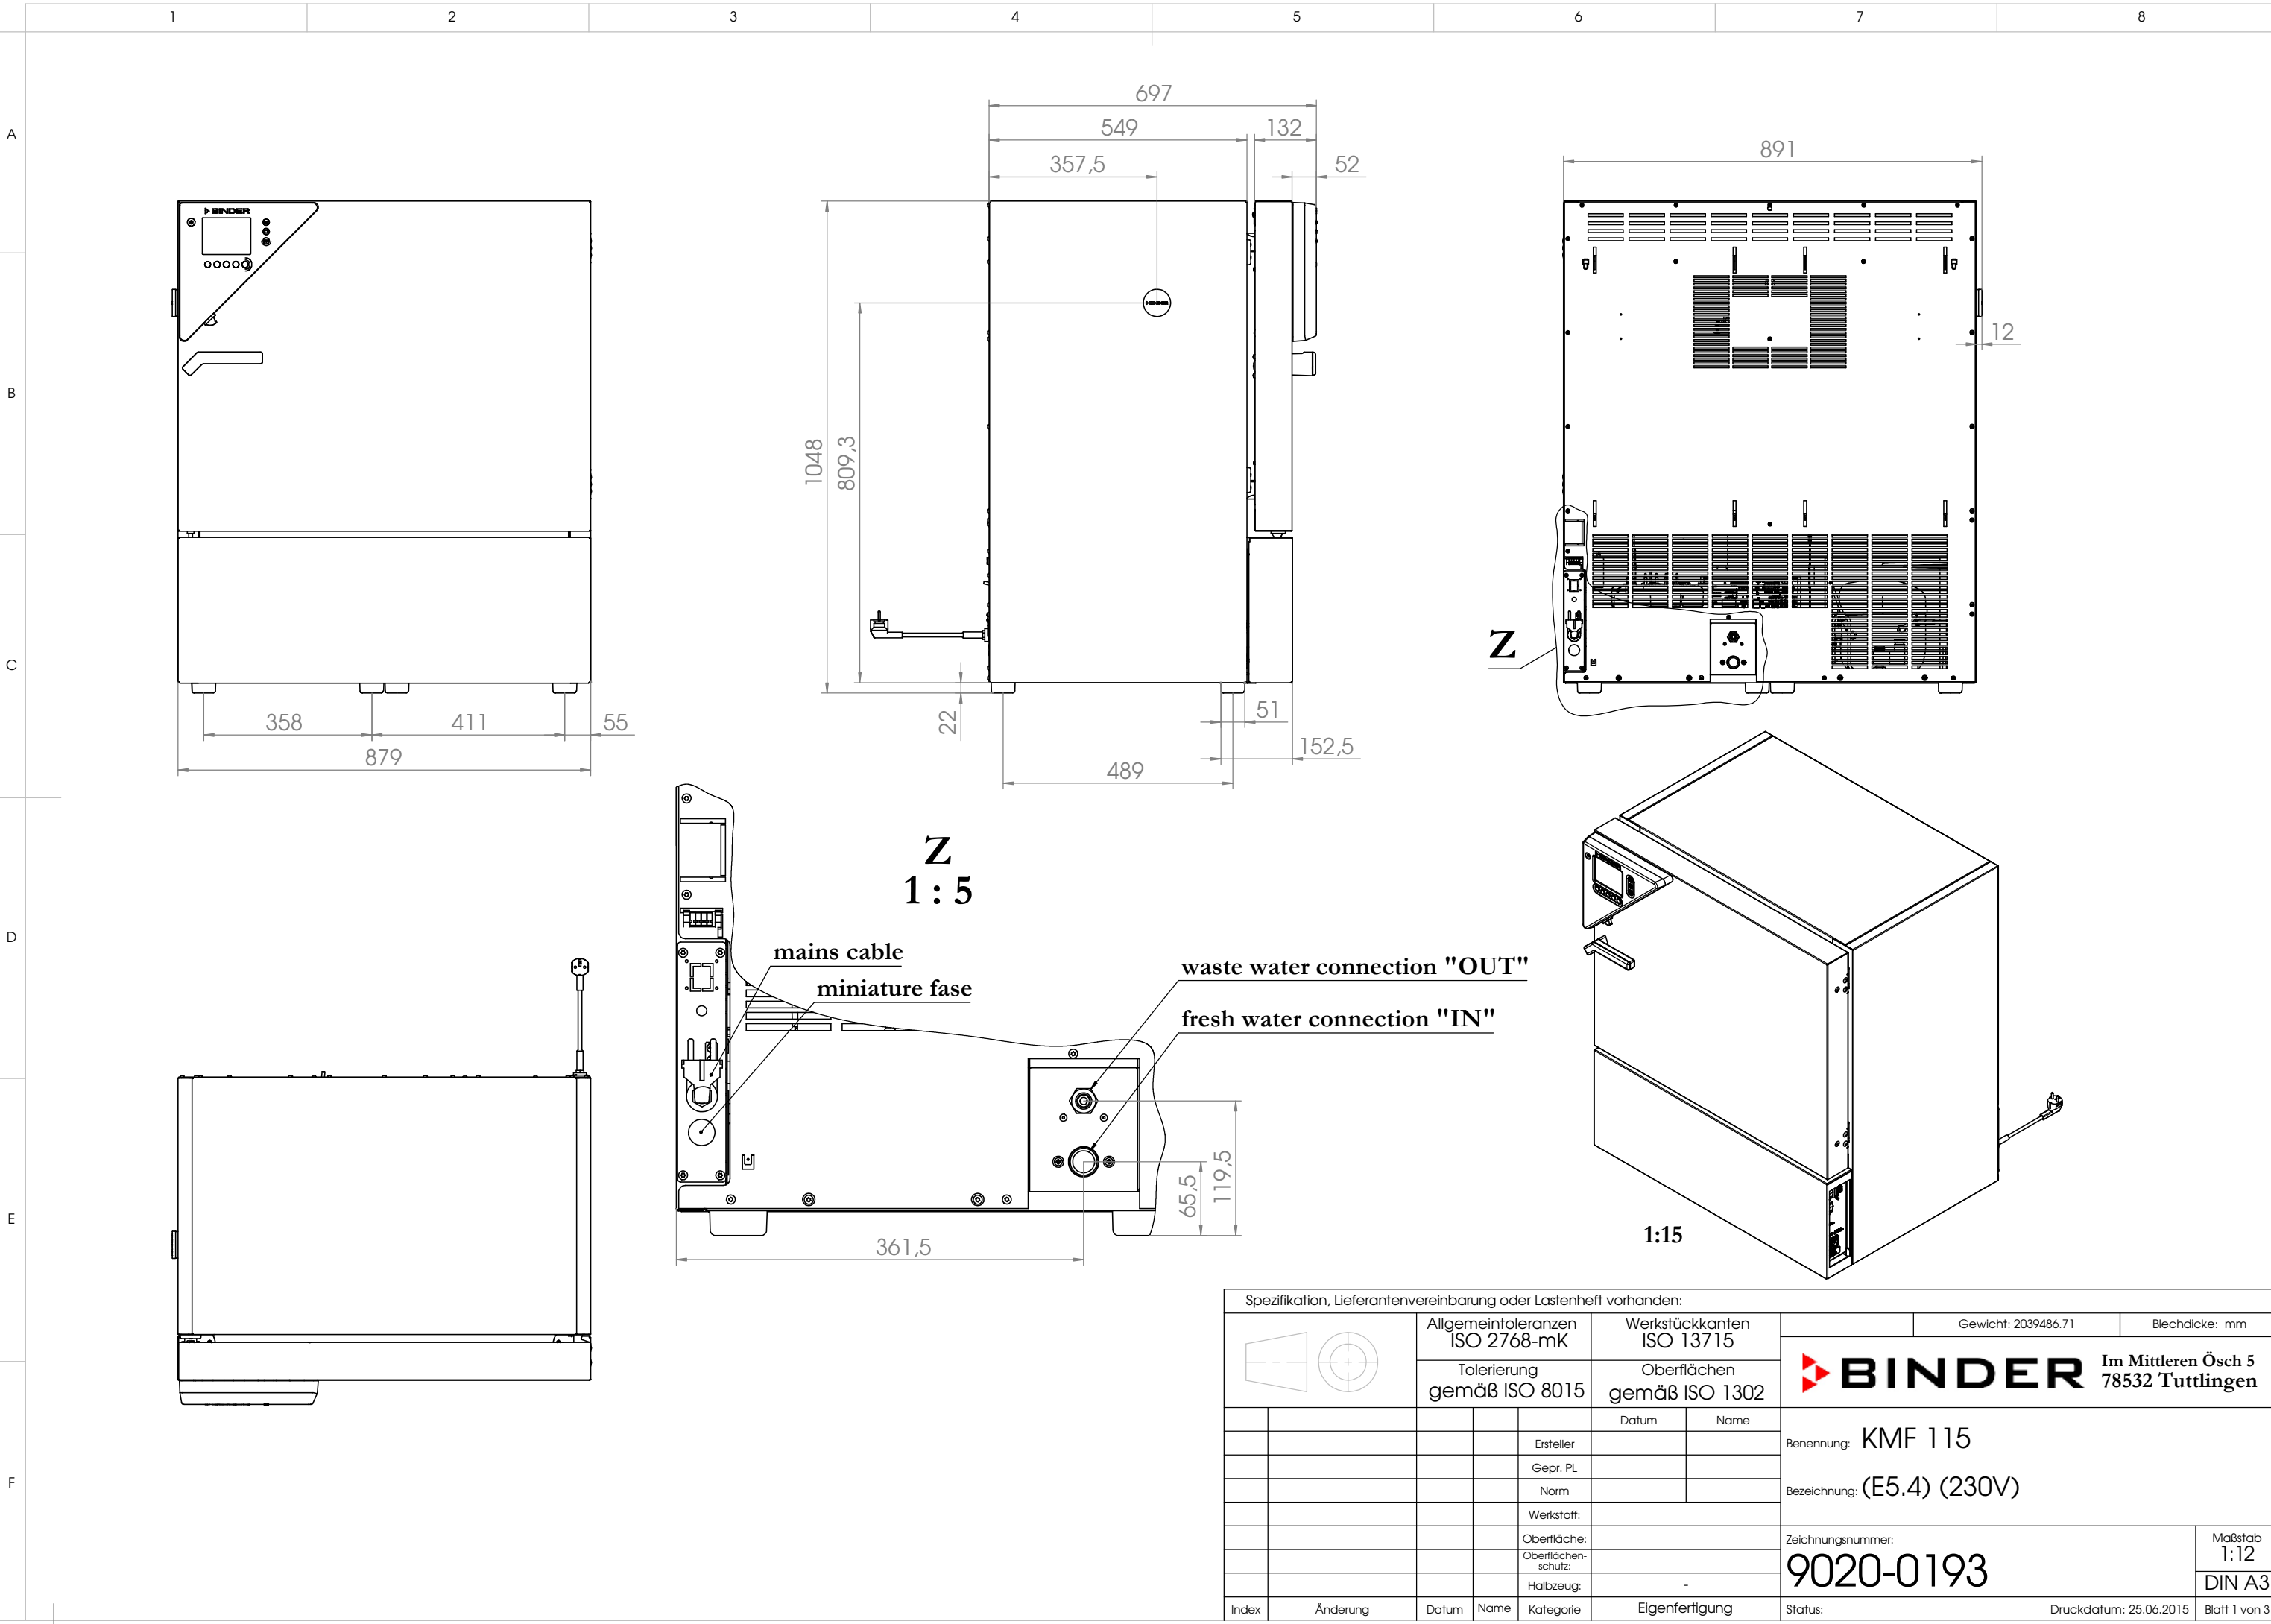 1 2 3 4 5 6 7 8
A
B
C
D
E
F
BINDER
358
411
55
879
697
549
132
357,5
52
1048
809,3
22
51
152,5
489
891
12
Z
Z
1 : 5
mains cable
miniature fase
waste water connection "OUT"
fresh water connection "IN"
65,5
119,5
361,5
1:15
Spezifikation, Lieferantenvereinbarung oder Lastenheft vorhanden:
Allgemeintoleranzen
ISO 2768-mK
Werkstückkanten
ISO 13715
Tolerierung
gemäß ISO 8015
Oberflächen
gemäß ISO 1302
Gewicht: 2039486.71
Blechdicke: mm
BINDER
Im Mittleren Ösch 5
78532 Tuttlingen
Datum Name
Ersteller
Gepr. PL
Norm
Werkstoff:
Oberfläche:
Oberflächen-
schutz:
Halbzeug: -
Index Änderung Datum Name Kategorie Eigenfertigung
Benennung: KMF 115
Bezeichnung: (E5.4) (230V)
Zeichnungsnummer:
9020-0193
Maßstab
1:12
DIN A3
Status:
Druckdatum: 25.06.2015
Blatt 1 von 3